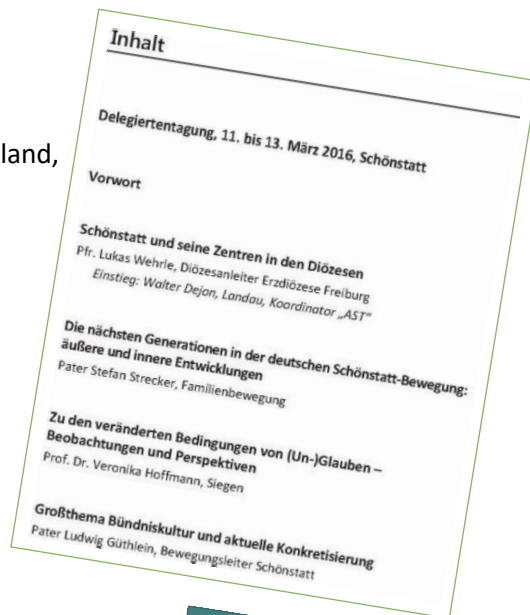 Inhalt
land,
Delegiertentagung, 11. bis 13. März 2016, Schönstatt
Vorwort
Schönstatt und seine Zentren in den Diözesen
Pfr. Lukas Wehrle, Diözesanleiter Erzdiözese Freiburg
Einstieg: Walter Dejon, Landau, Koordinator „AST“
Die nächsten Generationen in der deutschen Schönstatt-Bewegung:
äußere und innere Entwicklungen
Pater Stefan Strecker, Familienbewegung
Zu den veränderten Bedingungen von (Un-)Glauben –
Beobachtungen und Perspektiven
Prof. Dr. Veronika Hoffmann, Siegen
Großthema Bündniskultur und aktuelle Konkretisierung
Pater Ludwig Güthlein, Bewegungsleiter Schönstatt